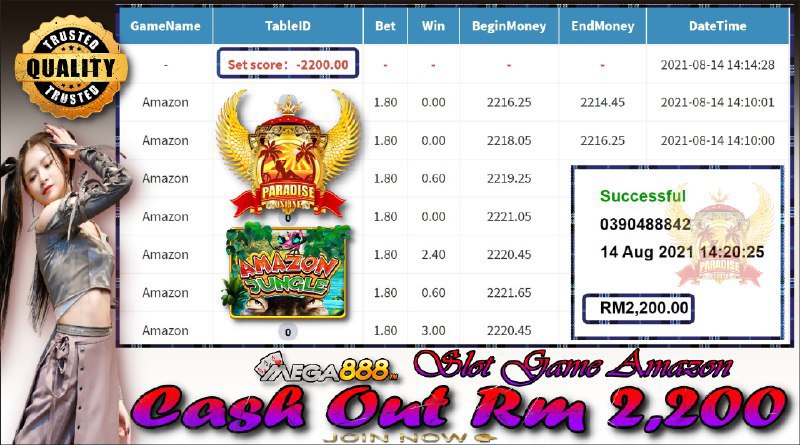 TRUSTED
QUALITY
TRUSTED
GameName TableID Bet Win BeginMoney EndMoney DateTime
- Set score: -2200.00 - - - - 2021-08-14 14:14:28
Amazon 1.80 0.00 2216.25 2214.45 2021-08-14 14:10:01
Amazon 1.80 0.00 2218.05 2216.25 2021-08-14 14:10:00
Amazon 1.80 0.60 2219.25
Amazon 0 1.80 0.00 2221.05
Amazon 1.80 2.40 2220.45
Amazon 1.80 0.60 2221.65
Amazon 0 1.80 3.00 2220.45
PARADISE
ONLINE
AMAZON
JUNGLE
Successful
0390488842
14 Aug 2021 14:20:25
RM2,200.00
PARADISE
MEGA888
Slot Game Amazon
Cash Out Rm 2,200
JOIN NOW